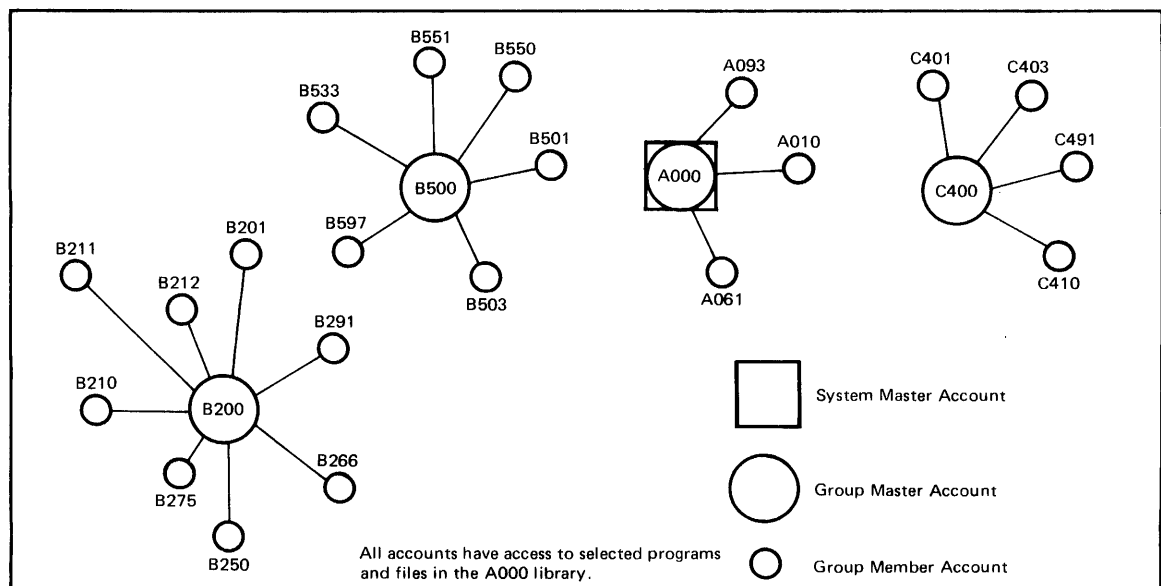 B551
B550
B533
B501
B500
B597
B503
A093
A010
A000
A061
C401
C403
C491
C400
C410
B211
B201
B212
B291
B210
B200
B275
B266
B250
System Master Account
Group Master Account
Group Member Account
All accounts have access to selected programs
and files in the A000 library.